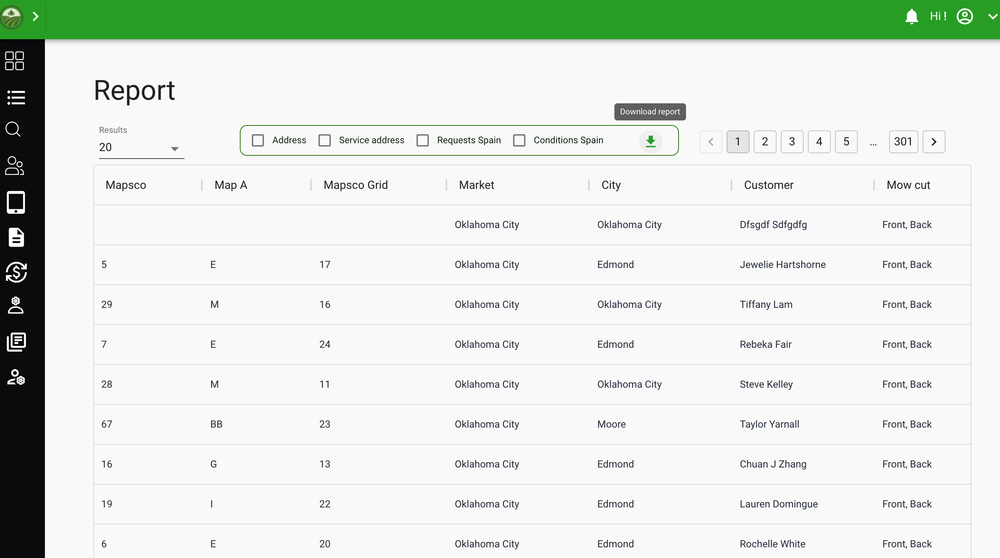 Hi !
Report
Download report
Results
20
Address Service address Requests Spain Conditions Spain
1 2 3 4 5 ... 301
Mapsco Map A Mapsco Grid Market City Customer Mow cut
Oklahoma City Oklahoma City Dfsgdf Sdfgdfg Front, Back
5 E 17 Oklahoma City Edmond Jewelie Hartshorne Front, Back
29 M 16 Oklahoma City Oklahoma City Tiffany Lam Front, Back
7 E 24 Oklahoma City Edmond Rebeka Fair Front, Back
28 M 11 Oklahoma City Oklahoma City Steve Kelley Front, Back
67 BB 23 Oklahoma City Moore Taylor Yarnall Front, Back
16 G 13 Oklahoma City Edmond Chuan J Zhang Front, Back
19 I 22 Oklahoma City Edmond Lauren Domingue Front, Back
6 E 20 Oklahoma City Edmond Rochelle White Front, Back